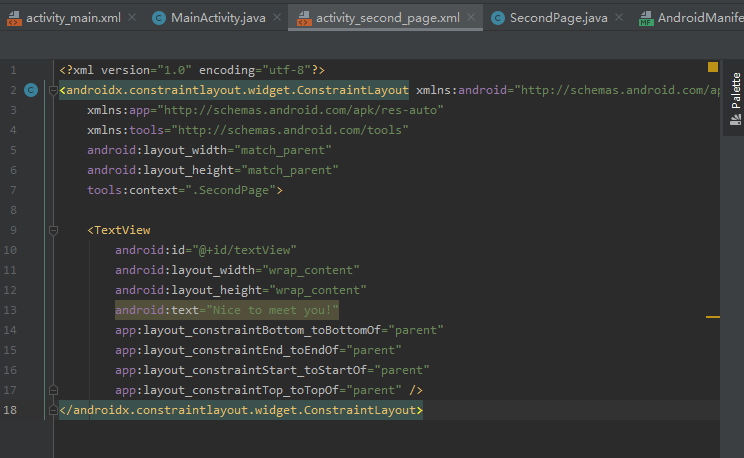 activity_main.xml MainActivity.java activity_second_page.xml SecondPage.java AndroidManife
1 <?xml version="1.0" encoding="utf-8"?>
2 <androidx.constraintlayout.widget.ConstraintLayout xmlns:android="http://schemas.android.com/ap
3 xmlns:app="http://schemas.android.com/apk/res-auto"
4 xmlns:tools="http://schemas.android.com/tools"
5 android:layout_width="match_parent"
6 android:layout_height="match_parent"
7 tools:context=".SecondPage">
8
9 <TextView
10 android:id="@+id/textView"
11 android:layout_width="wrap_content"
12 android:layout_height="wrap_content"
13 android:text="Nice to meet you!"
14 app:layout_constraintBottom_toBottomOf="parent"
15 app:layout_constraintEnd_toEndOf="parent"
16 app:layout_constraintStart_toStartOf="parent"
17 app:layout_constraintTop_toTopOf="parent" />
18 </androidx.constraintlayout.widget.ConstraintLayout>
Palette